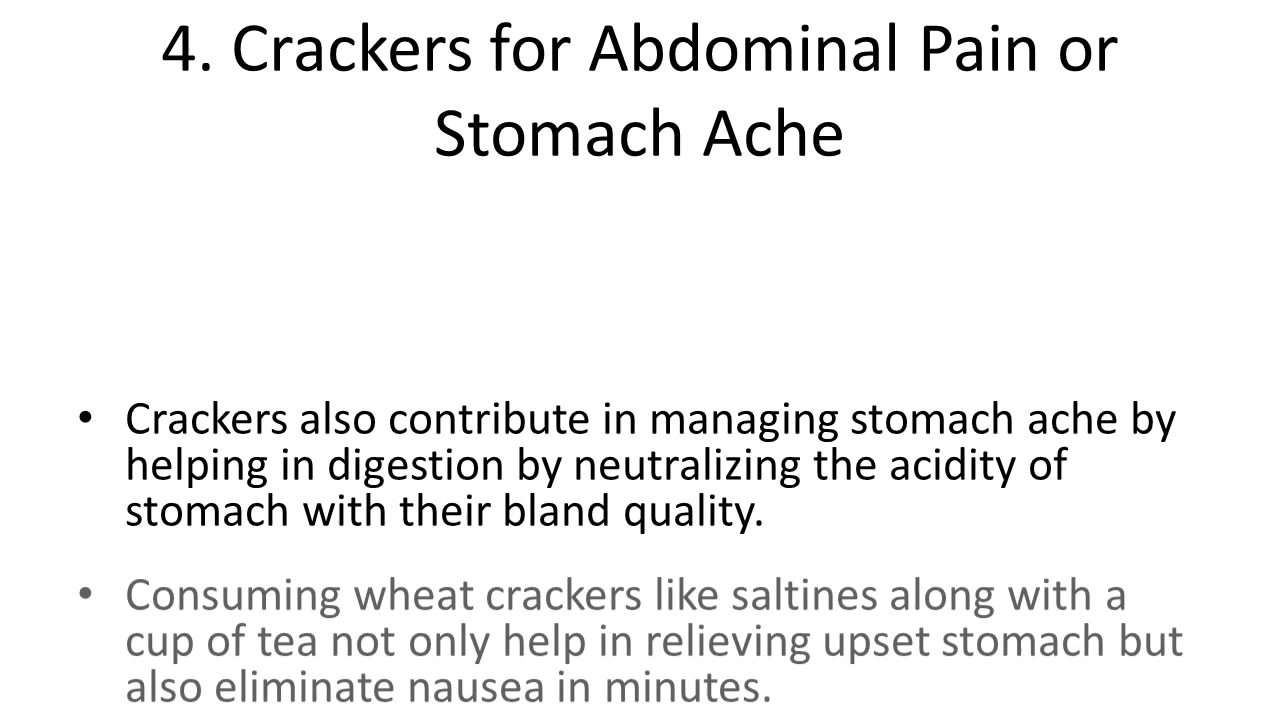 4. Crackers for Abdominal Pain or
Stomach Ache
• Crackers also contribute in managing stomach ache by
helping in digestion by neutralizing the acidity of
stomach with their bland quality.
• Consuming wheat crackers like saltines along with a
cup of tea not only help in relieving upset stomach but
also eliminate nausea in minutes.